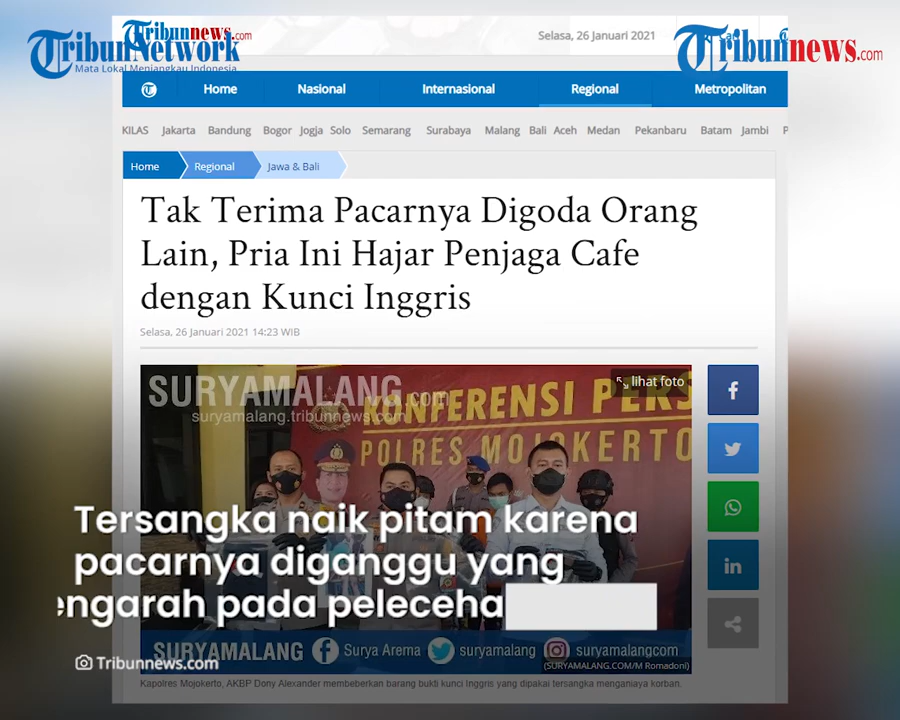 Tribunnews.com
TribunNetwork
Mata Lokal Menjangkau Indonesia
Selasa, 26 Januari 2021
Tribunnews.com
Home Nasional Internasional Regional Metropolitan
KILAS Jakarta Bandung Bogor Jogja Solo Semarang Surabaya Malang Bali Aceh Medan Pekanbaru Batam Jambi P
Home Regional Jawa & Bali
Tak Terima Pacarnya Digoda Orang
Lain, Pria Ini Hajar Penjaga Cafe
dengan Kunci Inggris
Selasa, 26 Januari 2021 14:23 WIB
SURYAMALANG.com
suryamalang.tribunnews.com
lihat foto
KONFERENSI PERS
POLRES MOJOKERTO
Tersangka naik pitam karena
pacarnya diganggu yang
engarah pada peleceha
SURYAMALANG Surya Arema suryamalang suryamalangcom
(SURYAMALANG.COM/M Romadoni)
Tribunnews.com
Kapolres Mojokerto, AKBP Dony Alexander membeberkan barang bukti kunci Inggris yang dipakai tersangka menganiaya korban.